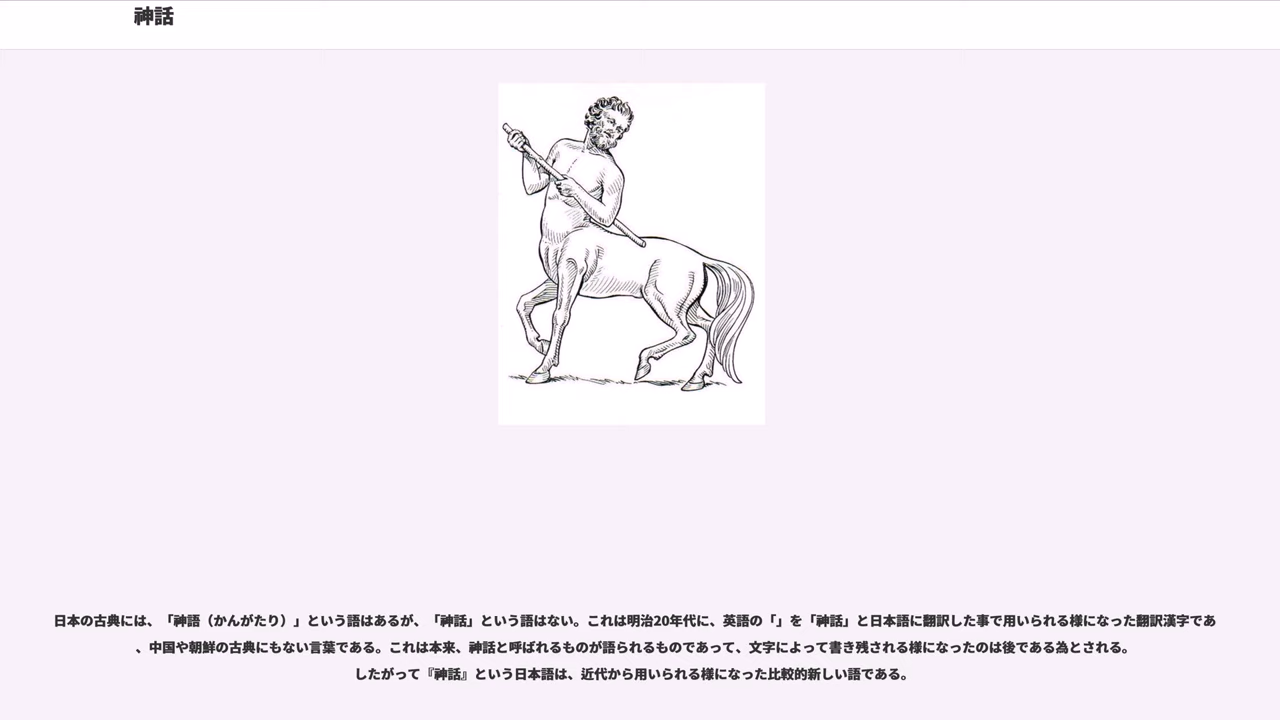 神話
日本の古典には、「神語（かんがたり）」という語はあるが、「神話」という語はない。これは明治20年代に、英語の「」を「神話」と日本語に翻訳した事で用いられる様になった翻訳漢字であ
、中国や朝鮮の古典にもない言葉である。これは本来、神話と呼ばれるものが語られるものであって、文字によって書き残される様になったのは後である為とされる。
したがって『神話』という日本語は、近代から用いられる様になった比較的新しい語である。